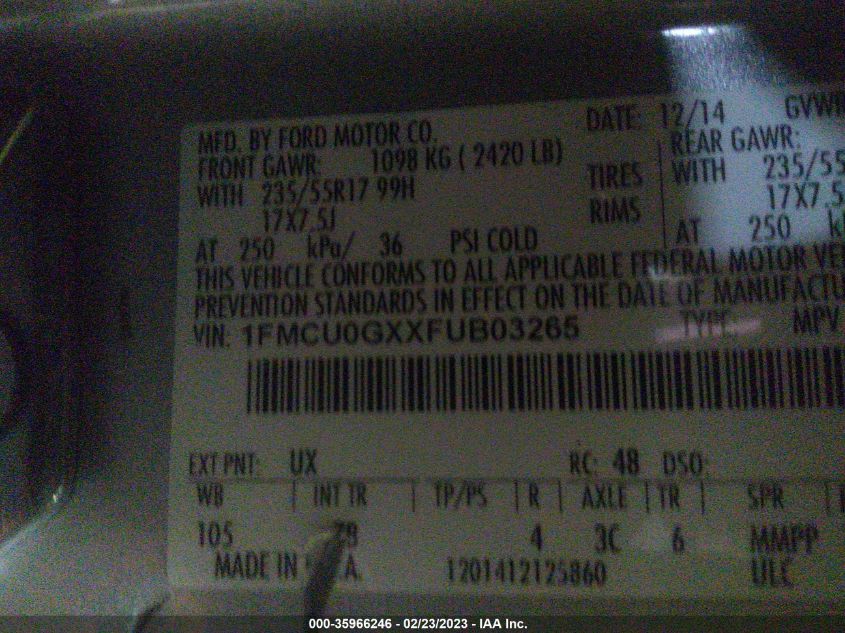 DATE: 12/14 GVWR
MFD. BY FORD MOTOR CO.
FRONT GAWR: 1098 KG ( 2420 LB) REAR GAWR:
WITH 235/55R17 99H TIRES WITH 235/55
17X7.5J RIMS 17X7.5
AT 250 kPa/ 36 PSI COLD AT 250
THIS VEHICLE CONFORMS TO ALL APPLICABLE FEDERAL MOTOR VE
PREVENTION STANDARDS IN EFFECT ON THE DATE OF MANUFACTU
VIN: 1FMCU0GXXFUB03265 TYPE: MPV
EXT PNT: UX RC: 48 DSO:
WB INT TR TP/PS R AXLE TR SPR
105 4 3C 6 MMPP
MADE IN 1201412125860 ULC
000-35966246 - 02/23/2023 - IAA Inc.